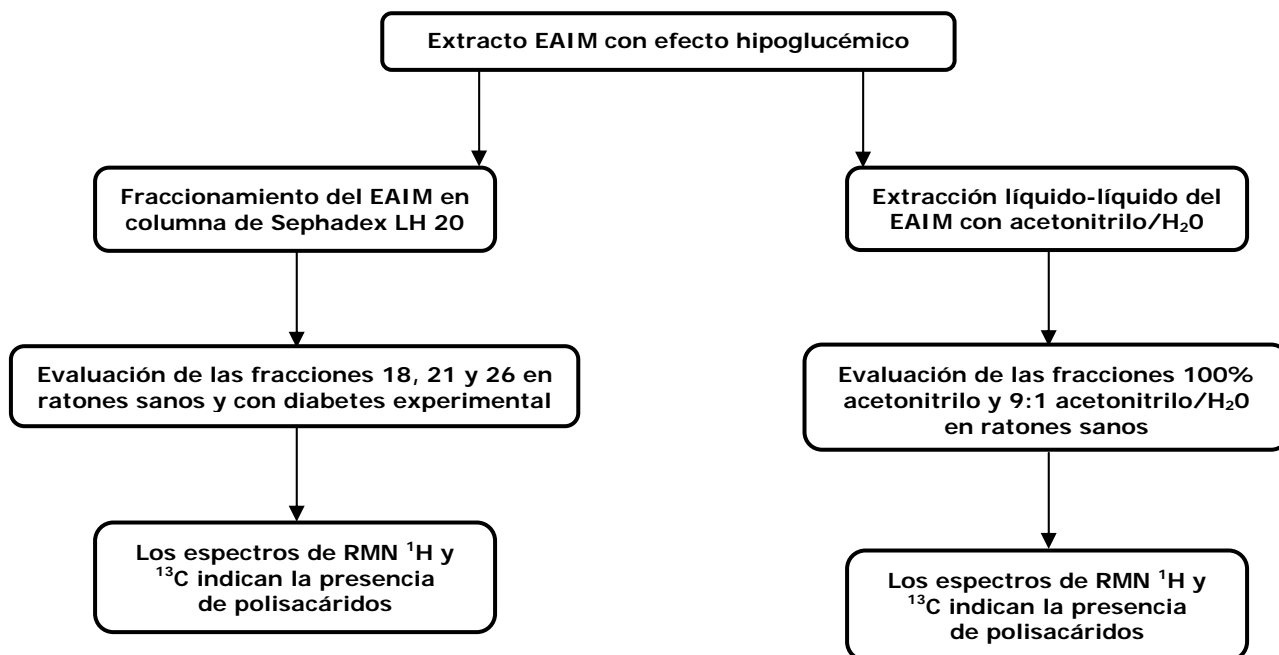 Extracto EAIM con efecto hipoglucémico
Fraccionamiento del EAIM en
columna de Sephadex LH 20
Extracción líquido-líquido del
EAIM con acetonitrilo/H₂0
Evaluación de las fracciones 18, 21 y 26 en
ratones sanos y con diabetes experimental
Evaluación de las fracciones 100%
acetonitrilo y 9:1 acetonitrilo/H₂0
en ratones sanos
Los espectros de RMN ¹H y
¹³C indican la presencia
de polisacáridos
Los espectros de RMN ¹H y
¹³C indican la presencia
de polisacáridos